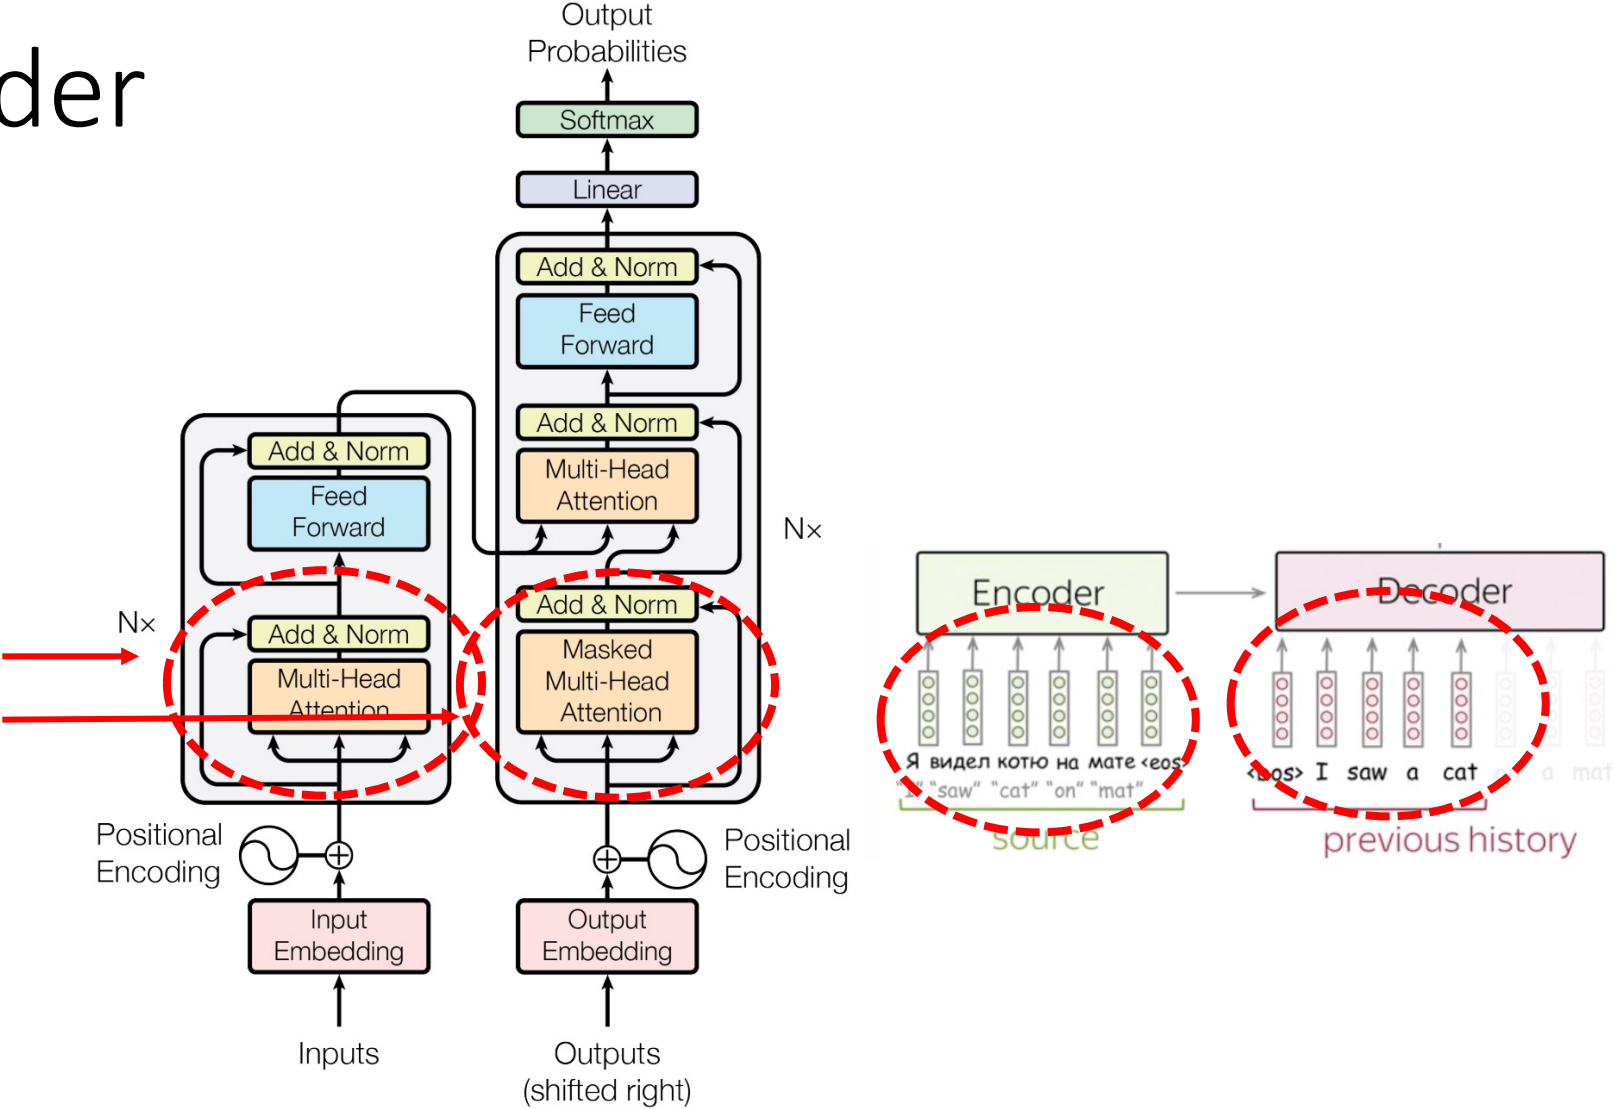 der
Output
Probabilities
Softmax
Linear
Add & Norm
Feed
Forward
Add & Norm
Multi-Head
Attention
Nx
Add & Norm
Masked
Multi-Head
Attention
Add & Norm
Feed
Forward
Nx
Add & Norm
Multi-Head
Attention
Positional
Encoding
Positional
Encoding
Input
Embedding
Output
Embedding
Inputs
Outputs
(shifted right)
Encoder
Decoder
Я видел котю на мате <eos>
"I" "saw" "cat" "on" "mat"
source
<bos> I saw a cat on a mat
previous history